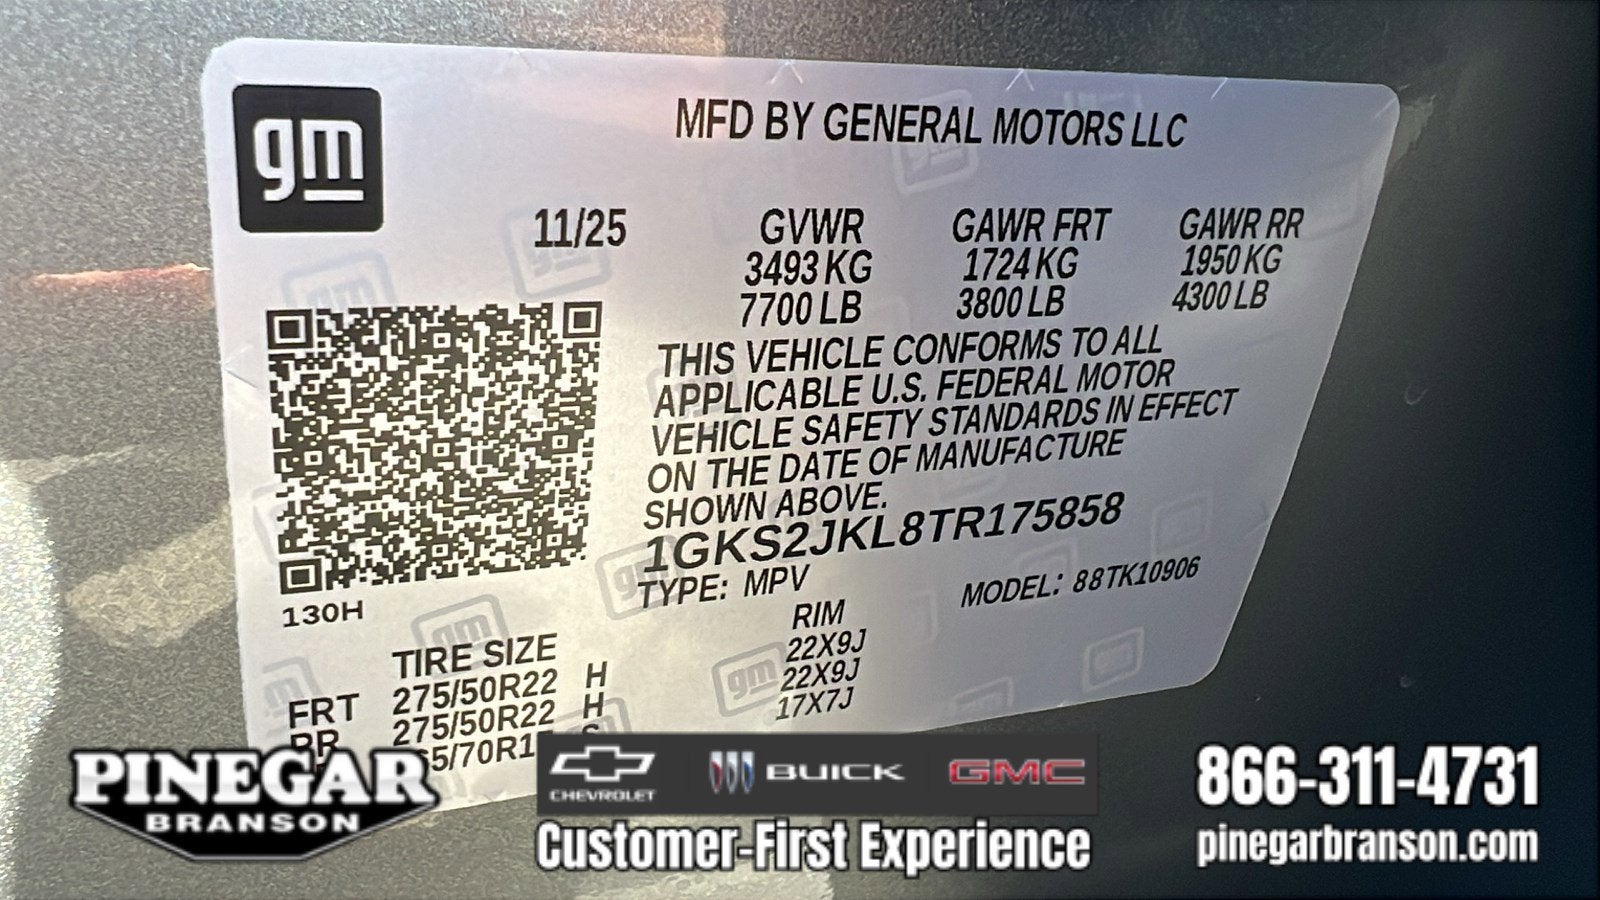 gm
MFD BY GENERAL MOTORS LLC
11/25 GVWR GAWR FRT GAWR RR
3493 KG 1724 KG 1950 KG
7700 LB 3800 LB 4300 LB
THIS VEHICLE CONFORMS TO ALL
APPLICABLE U.S. FEDERAL MOTOR
VEHICLE SAFETY STANDARDS IN EFFECT
ON THE DATE OF MANUFACTURE
SHOWN ABOVE.
1GKS2JKL8TR175858
TYPE: MPV MODEL: 88TK10906
130H
TIRE SIZE RIM
FRT 275/50R22 H 22X9J
RR 275/50R22 H 22X9J
17X7J
PINEGAR
BRANSON
CHEVROLET BUICK GMC
Customer-First Experience
866-311-4731
pinegarbranson.com